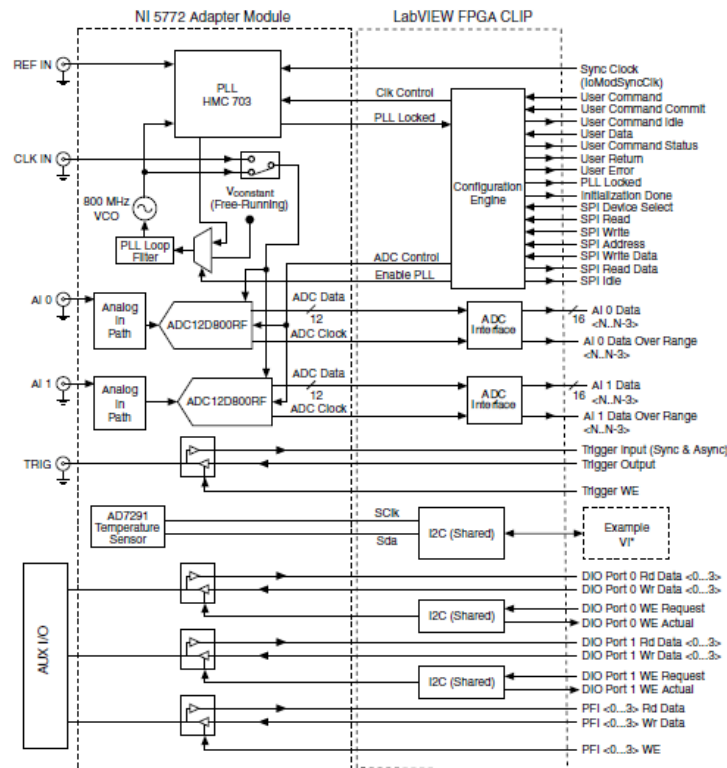 NI 5772 Adapter Module
LabVIEW FPGA CLIP
REF IN
PLL
HMC 703
Sync Clock
(IoModSyncClk)
Clk Control
PLL Locked
User Command
User Command Commit
User Command Idle
User Data
User Command Status
User Return
User Error
PLL Locked
Initialization Done
SPI Device Select
SPI Read
SPI Write
SPI Address
SPI Write Data
SPI Read Data
SPI Idle
Configuration
Engine
CLK IN
800 MHz
VCO
Vconstant
(Free-Running)
PLL Loop
Filter
ADC Control
Enable PLL
AI 0
Analog
In
Path
ADC12D800RF
ADC Data
12
ADC Clock
ADC
Interface
16
AI 0 Data
<N..N-3>
AI 0 Data Over Range
<N..N-3>
AI 1
Analog
In
Path
ADC12D800RF
ADC Data
12
ADC Clock
ADC
Interface
16
AI 1 Data
<N..N-3>
AI 1 Data Over Range
<N..N-3>
TRIG
Trigger Input (Sync & Async)
Trigger Output
Trigger WE
AD7291
Temperature
Sensor
SClk
Sda
I2C (Shared)
Example
VI*
AUX I/O
DIO Port 0 Rd Data <0...3>
DIO Port 0 Wr Data <0...3>
I2C (Shared)
DIO Port 0 WE Request
DIO Port 0 WE Actual
DIO Port 1 Rd Data <0...3>
DIO Port 1 Wr Data <0...3>
I2C (Shared)
DIO Port 1 WE Request
DIO Port 1 WE Actual
PFI <0...3> Rd Data
PFI <0...3> Wr Data
PFI <0...3> WE